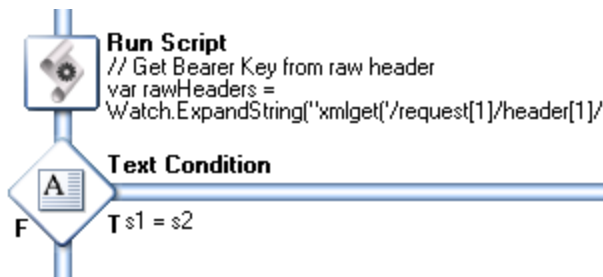 Run Script
// Get Bearer Key from raw header
var rawHeaders =
Watch.ExpandString("xmlget('/request[1]/header[1]/
A
Text Condition
F
T s1 = s2